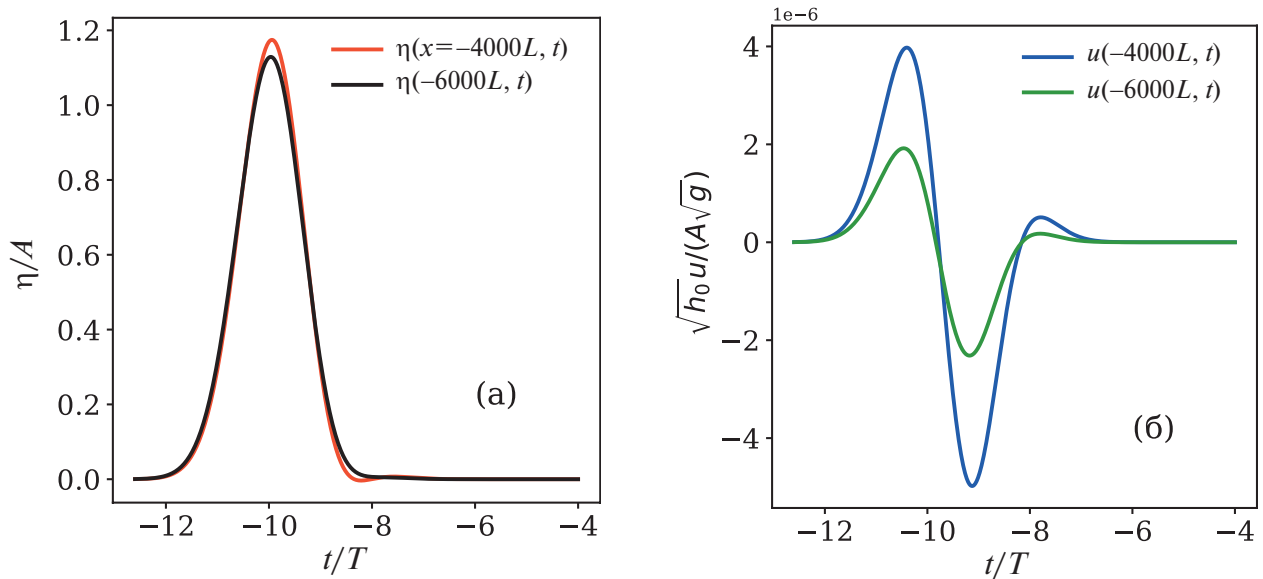 1.2
1.0
0.8
0.6
0.4
0.2
0.0
η/A
−12
−10
−8
−6
−4
t/T
η(x=−4000L, t)
η(−6000L, t)
(а)
1e−6
4
2
0
−2
−4
√h₀u/(A√g)
−12
−10
−8
−6
−4
t/T
u(−4000L, t)
u(−6000L, t)
(б)